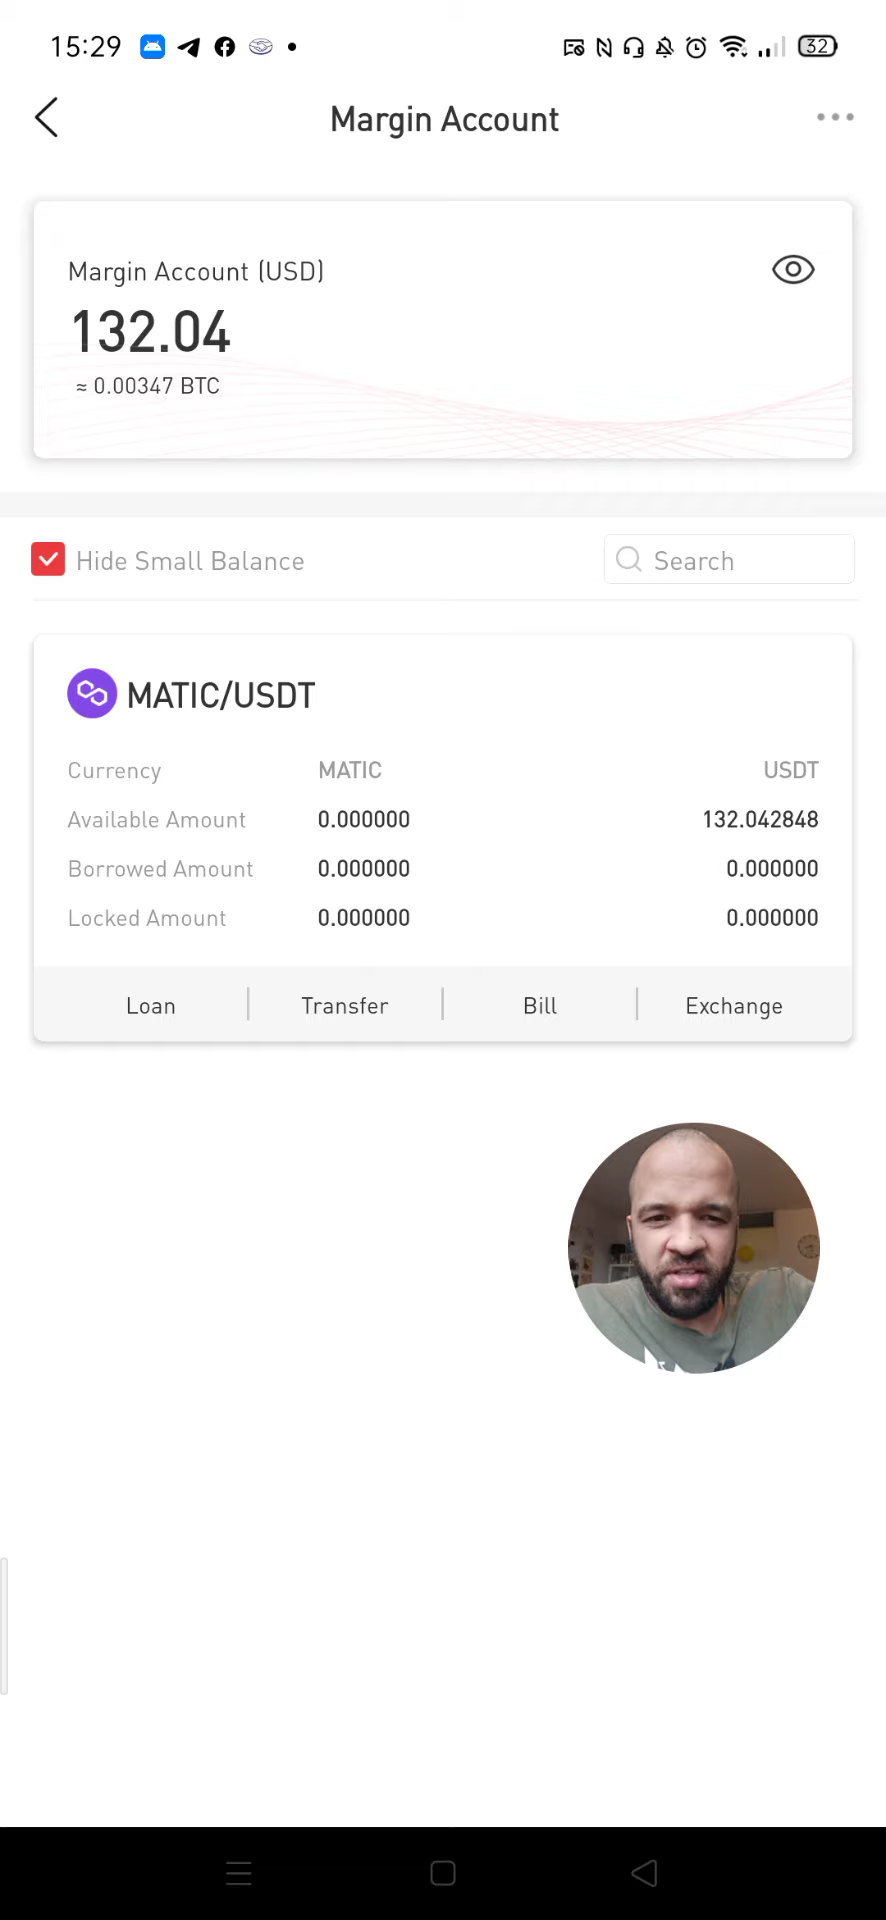 15:29
32
Margin Account
Margin Account (USD)
132.04
≈ 0.00347 BTC
Hide Small Balance
Search
MATIC/USDT
Currency MATIC USDT
Available Amount 0.000000 132.042848
Borrowed Amount 0.000000 0.000000
Locked Amount 0.000000 0.000000
Loan Transfer Bill Exchange